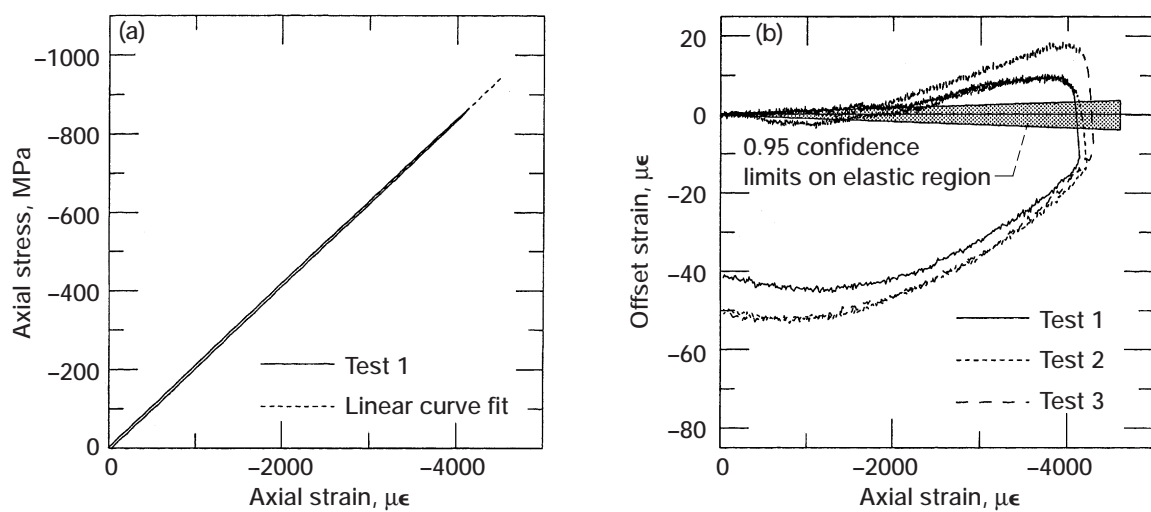 (a)
−1000
−800
−600
−400
−200
0
Axial stress, MPa
Test 1
Linear curve fit
0
−2000
−4000
Axial strain, μϵ
(b)
20
0
−20
−40
−60
−80
Offset strain, μϵ
0.95 confidence
limits on elastic region
Test 1
Test 2
Test 3
0
−2000
−4000
Axial strain, μϵ